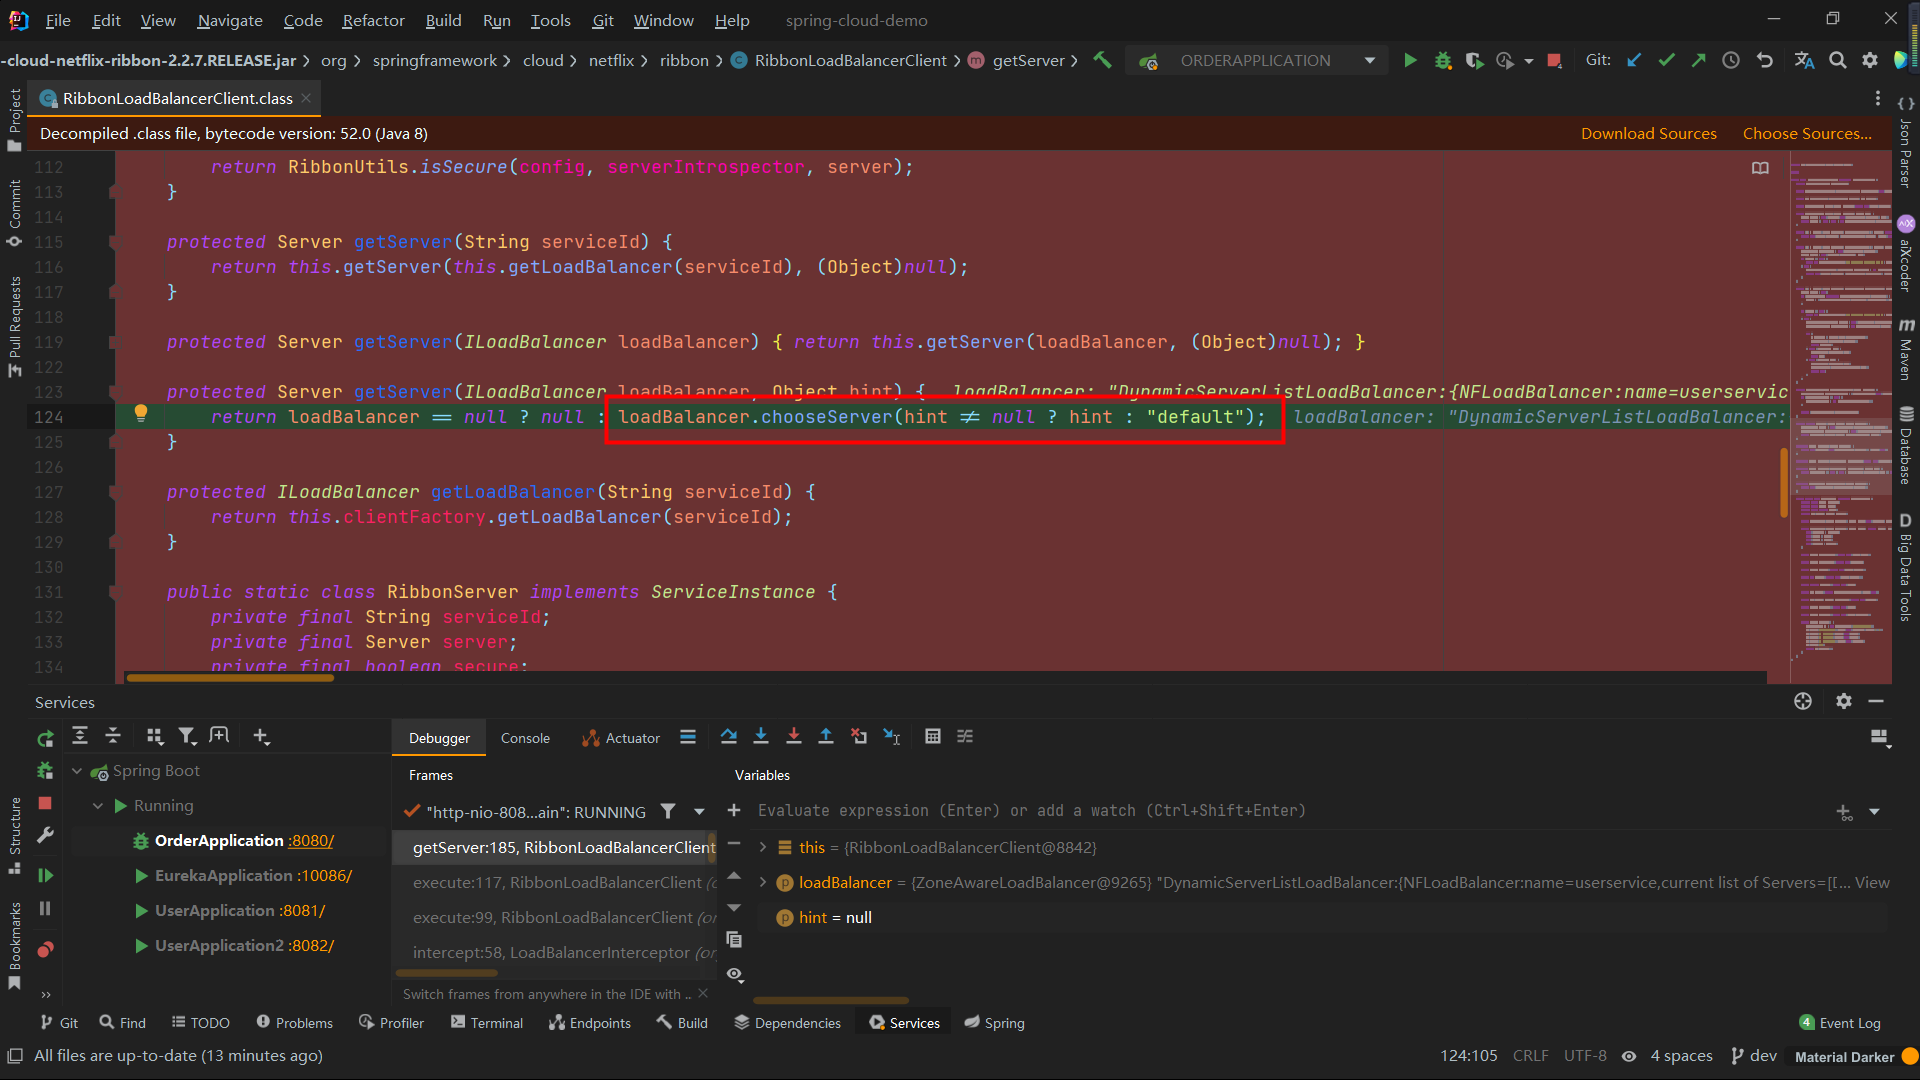 File Edit View Navigate Code Refactor Build Run Tools Git Window Help spring-cloud-demo
-cloud-netflix-ribbon-2.2.7.RELEASE.jar org springframework cloud netflix ribbon RibbonLoadBalancerClient getServer ORDERAPPLICATION Git:
RibbonLoadBalancerClient.class
Decompiled .class file, bytecode version: 52.0 (Java 8) Download Sources Choose Sources...
112 return RibbonUtils.isSecure(config, serverIntrospector, server);
113 }
114
115 protected Server getServer(String serviceId) {
116 return this.getServer(this.getLoadBalancer(serviceId), (Object)null);
117 }
118
119 protected Server getServer(ILoadBalancer loadBalancer) { return this.getServer(loadBalancer, (Object)null); }
122
123 protected Server getServer(ILoadBalancer loadBalancer, Object hint) { loadBalancer: "DynamicServerListLoadBalancer:{NFLoadBalancer:name=userservic
124 return loadBalancer == null ? null : loadBalancer.chooseServer(hint != null ? hint : "default"); loadBalancer: "DynamicServerListLoadBalancer:
125 }
126
127 protected ILoadBalancer getLoadBalancer(String serviceId) {
128 return this.clientFactory.getLoadBalancer(serviceId);
129 }
130
131 public static class RibbonServer implements ServiceInstance {
132 private final String serviceId;
133 private final Server server;
134 private final boolean secure;
Project
Commit
Pull Requests
Structure
Bookmarks
Json Parser
aiXcoder
Maven
Database
Big Data Tools
Services
Debugger Console Actuator
Spring Boot
Running
OrderApplication :8080/
EurekaApplication :10086/
UserApplication :8081/
UserApplication2 :8082/
Frames
"http-nio-808...ain": RUNNING
getServer:185, RibbonLoadBalancerClient
execute:117, RibbonLoadBalancerClient (o
execute:99, RibbonLoadBalancerClient (or
intercept:58, LoadBalancerInterceptor (or
Switch frames from anywhere in the IDE with ..
Variables
Evaluate expression (Enter) or add a watch (Ctrl+Shift+Enter)
this = {RibbonLoadBalancerClient@8842}
loadBalancer = {ZoneAwareLoadBalancer@9265} "DynamicServerListLoadBalancer:{NFLoadBalancer:name=userservice,current list of Servers=[[... View
hint = null
Git Find TODO Problems Profiler Terminal Endpoints Build Dependencies Services Spring 4 Event Log
All files are up-to-date (13 minutes ago) 124:105 CRLF UTF-8 4 spaces dev Material Darker